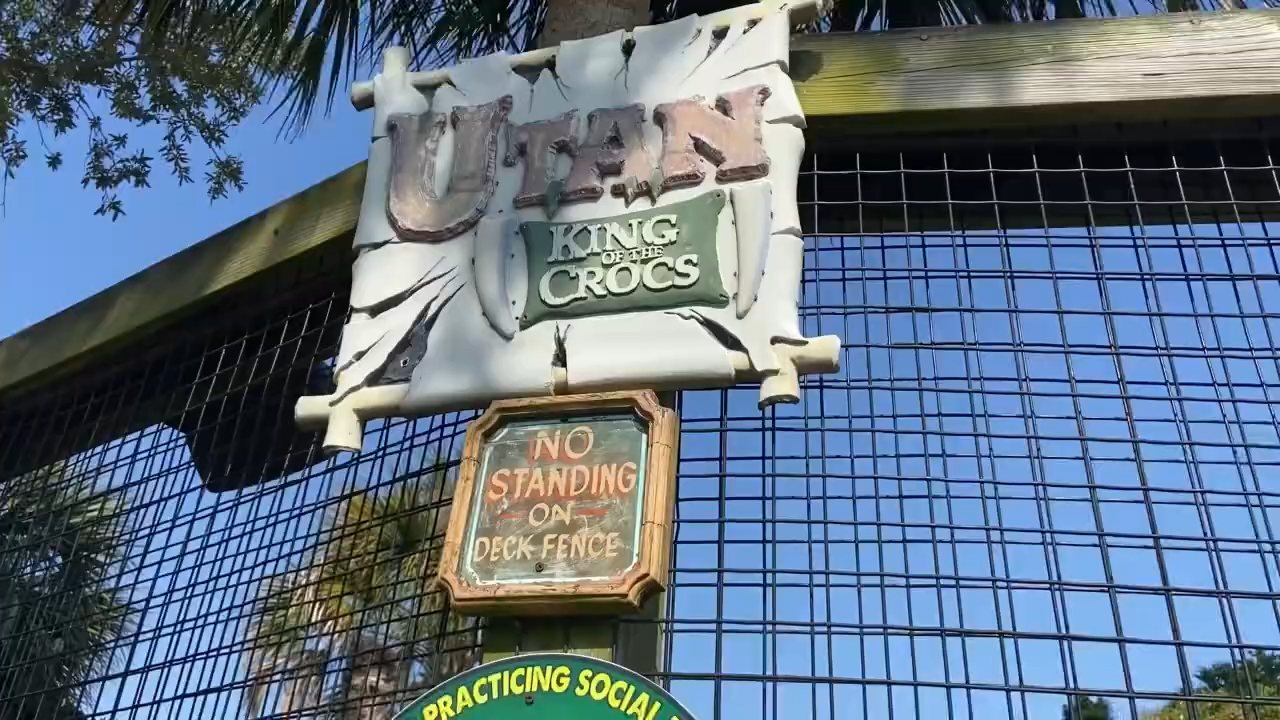 UTAN
KING
OF THE
CROCS
NO
STANDING
ON
DECK FENCE
PRACTICING SOCIAL